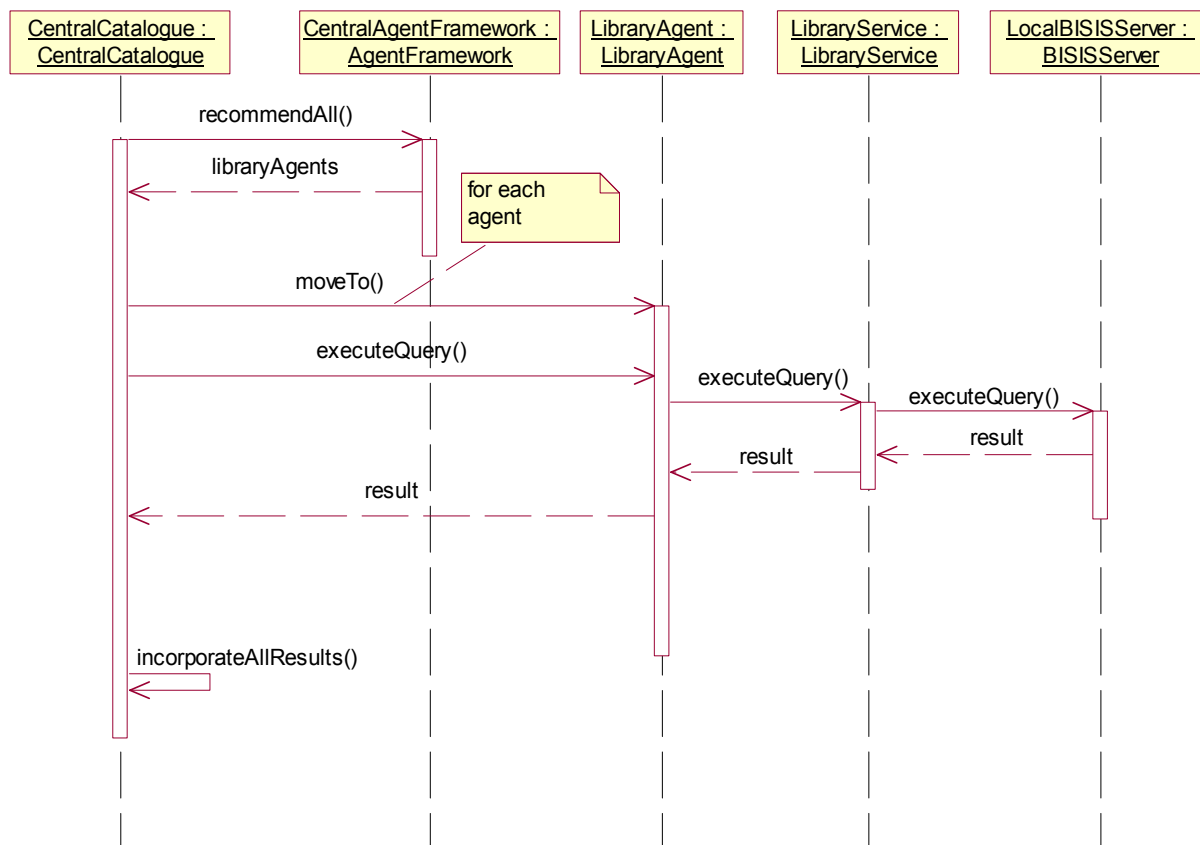 CentralCatalogue :
CentralCatalogue
CentralAgentFramework :
AgentFramework
LibraryAgent :
LibraryAgent
LibraryService :
LibraryService
LocalBISISServer :
BISISServer
recommendAll()
libraryAgents
for each
agent
moveTo()
executeQuery()
executeQuery()
executeQuery()
result
result
result
incorporateAllResults()